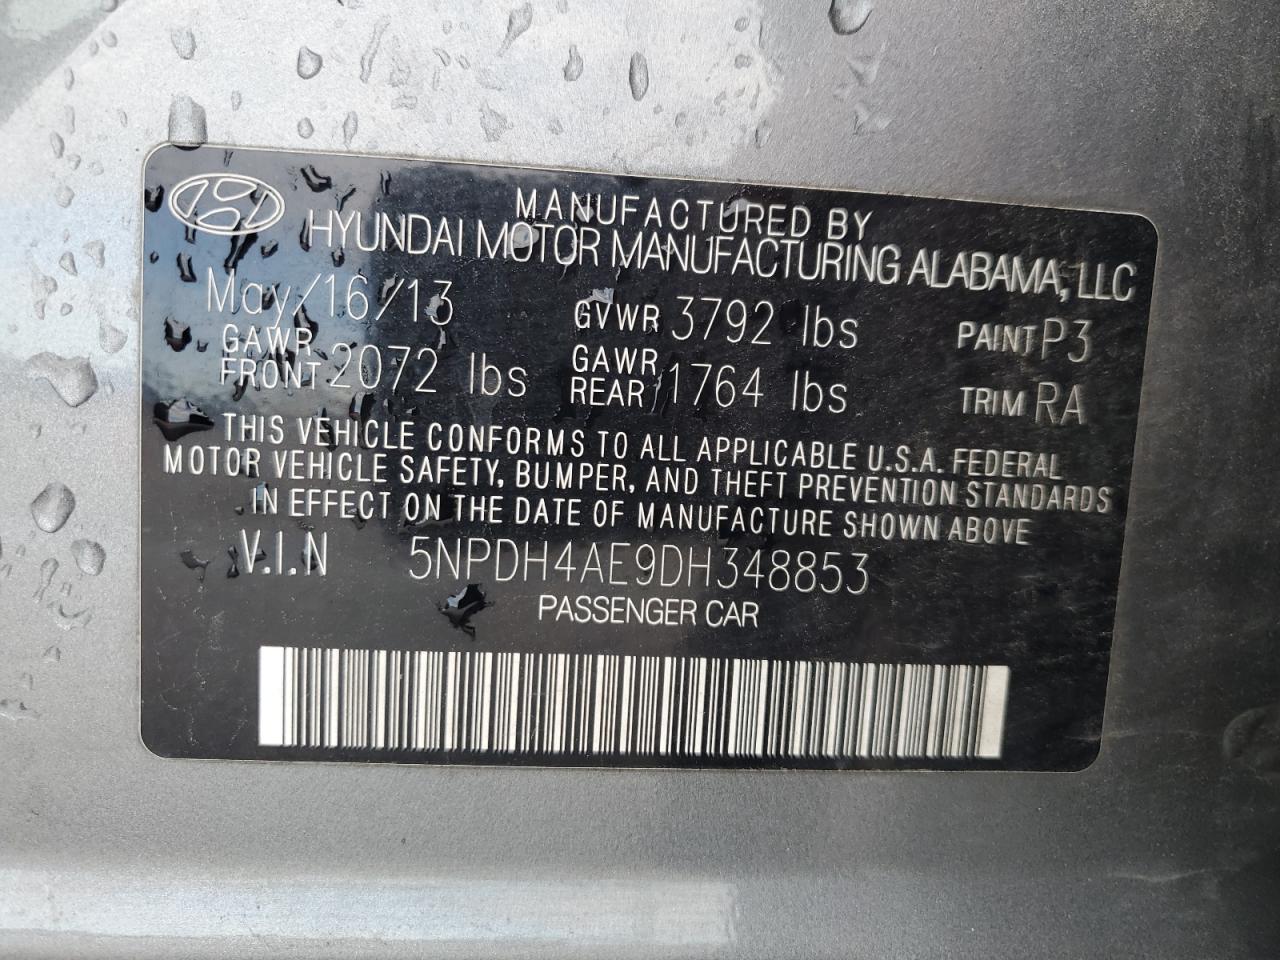 MANUFACTURED BY
HYUNDAI MOTOR MANUFACTURING ALABAMA, LLC
May/16/13 GVWR 3792 lbs PAINT P3
GAWR FRONT 2072 lbs GAWR REAR 1764 lbs TRIM RA
THIS VEHICLE CONFORMS TO ALL APPLICABLE U.S.A. FEDERAL
MOTOR VEHICLE SAFETY, BUMPER, AND THEFT PREVENTION STANDARDS
IN EFFECT ON THE DATE OF MANUFACTURE SHOWN ABOVE
V.I.N 5NPDH4AE9DH348853
PASSENGER CAR